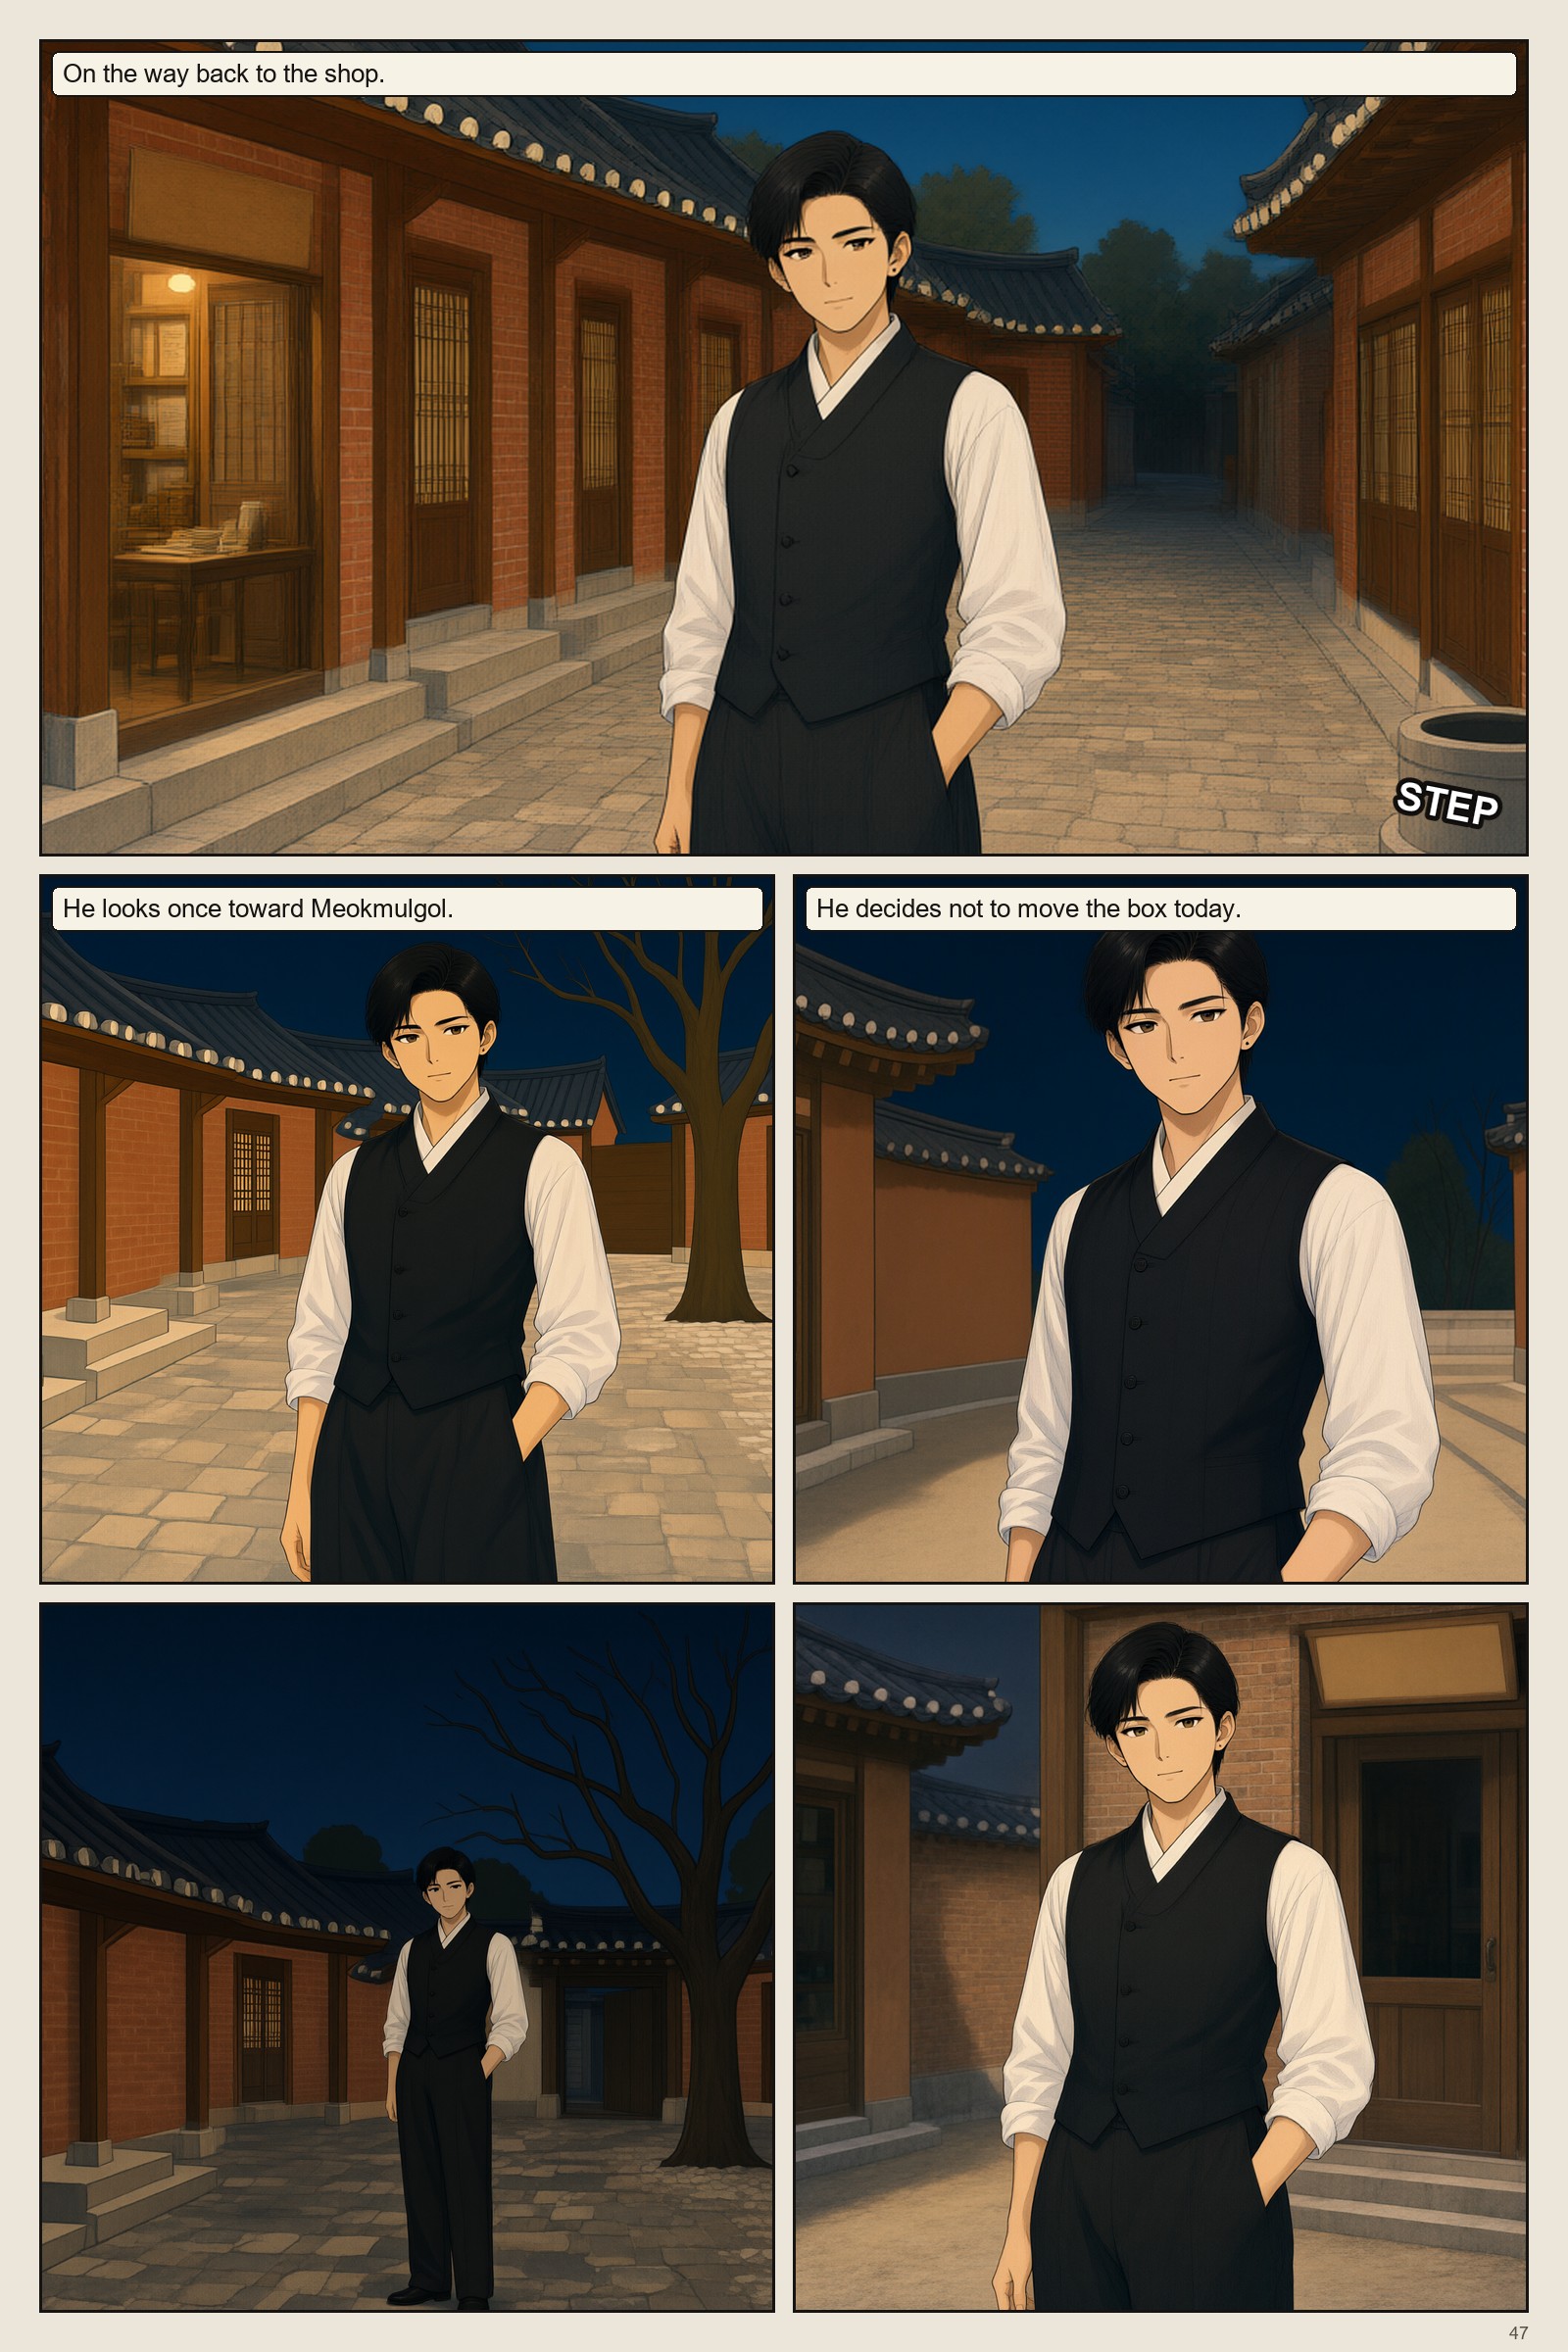 On the way back to the shop.
STEP
He looks once toward Meokmulgol.
He decides not to move the box today.
47